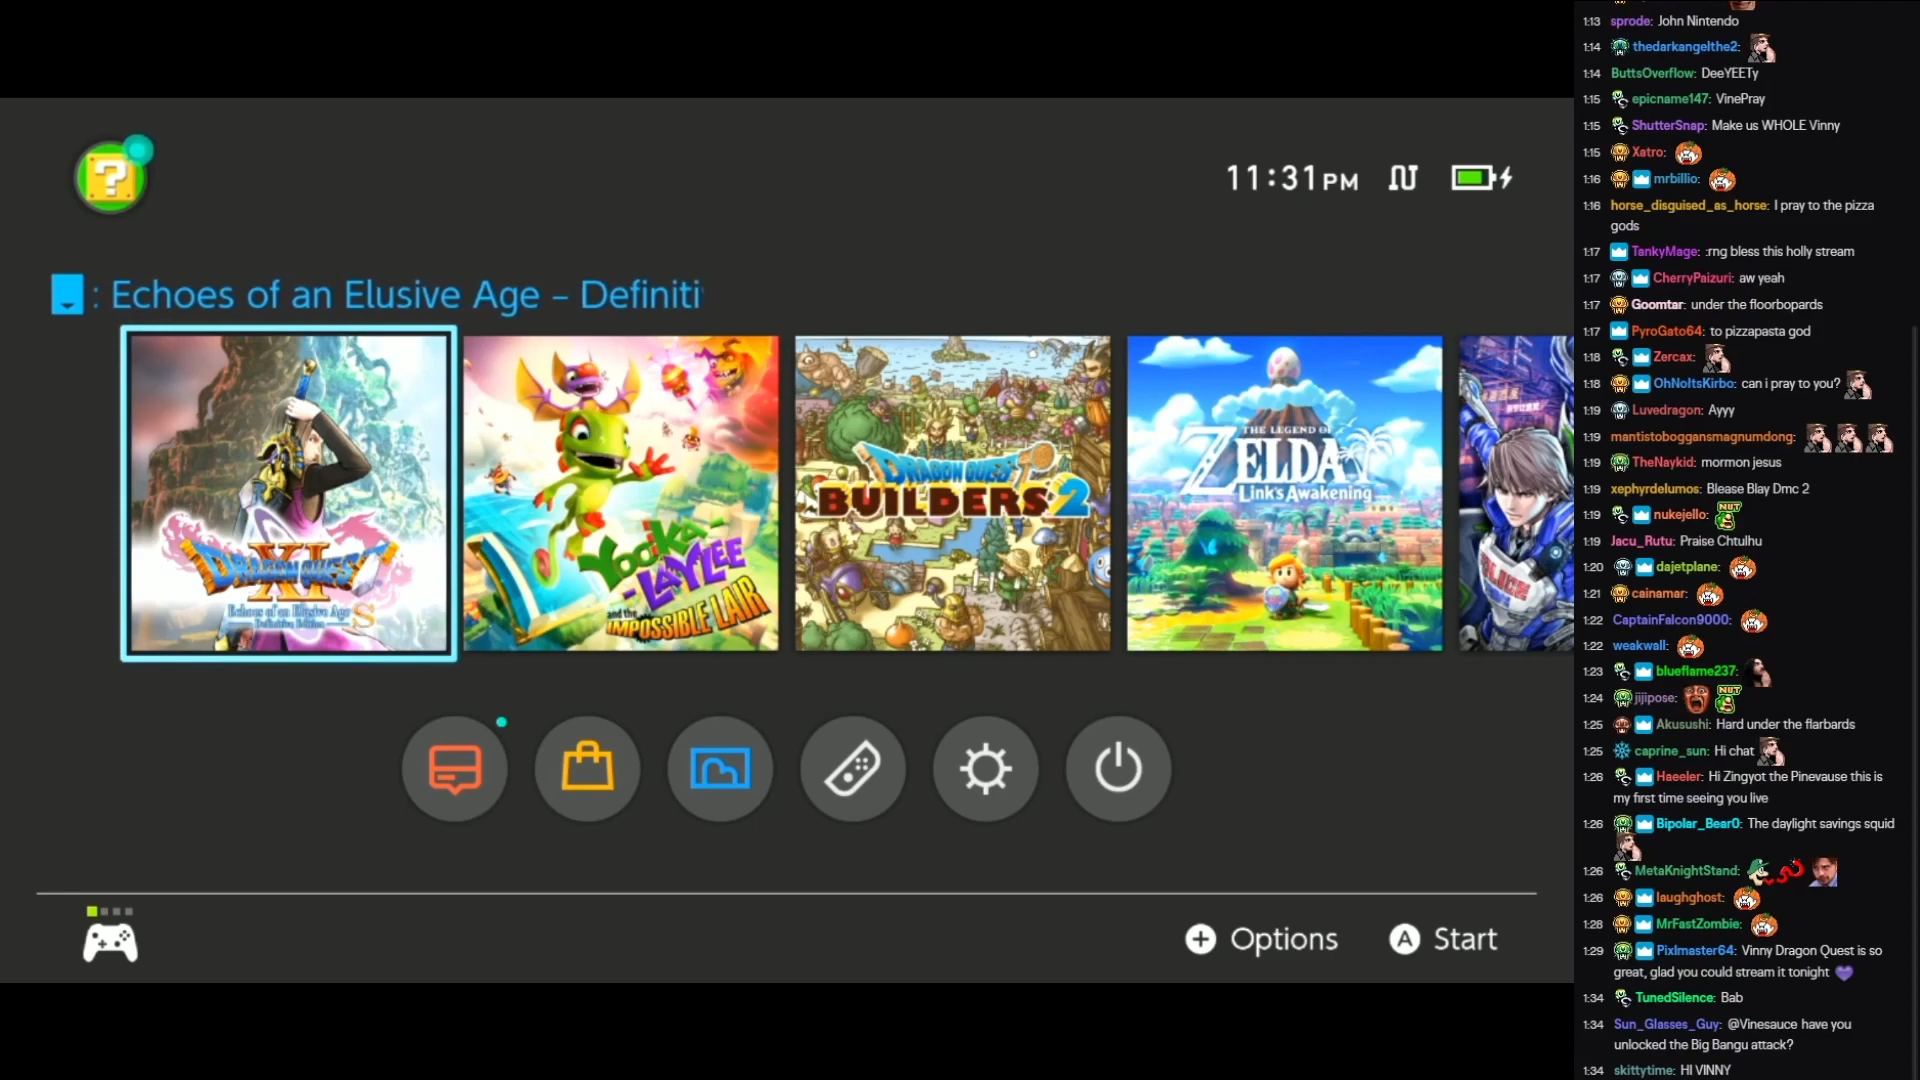 11:31 PM
: Echoes of an Elusive Age – Definiti
DRAGON QUEST
XI
S
Echoes of an Elusive Age
Definitive Edition
YOOKA-
LAYLEE
and the
IMPOSSIBLE LAIR
DRAGON QUEST
BUILDERS 2
THE LEGEND OF
ZELDA
Link's Awakening
POLICE
Options
A Start
1:13 sprode: John Nintendo
1:14 thedarkangelthe2:
1:14 ButtsOverflow: DeeYEETy
1:15 epicname147: VinePray
1:15 ShutterSnap: Make us WHOLE Vinny
1:15 Xatro:
1:16 mrbillio:
1:16 horse_disguised_as_horse: I pray to the pizza
gods
1:17 TankyMage: :rng bless this holly stream
1:17 CherryPaizuri: aw yeah
1:17 Goomtar: under the floorbopards
1:17 PyroGato64: to pizzapasta god
1:18 Zercax:
1:18 OhNoItsKirbo: can i pray to you?
1:19 Luvedragon: Ayyy
1:19 mantistoboggansmagnumdong:
1:19 TheNaykid: mormon jesus
1:19 xephyrdelumos: Blease Blay Dmc 2
1:19 nukejello: NUT
1:19 Jacu_Rutu: Praise Chtulhu
1:20 dajetplane:
1:21 cainamar:
1:22 CaptainFalcon9000:
1:22 weakwall:
1:23 blueflame237:
1:24 jijipose: NUT
1:25 Akusushi: Hard under the flarbards
1:25 caprine_sun: Hi chat
1:26 Haeeler: Hi Zingyot the Pinevause this is
my first time seeing you live
1:26 Bipolar_Bear0: The daylight savings squid
1:26 MetaKnightStand:
1:26 laughghost:
1:28 MrFastZombie:
1:29 Pixlmaster64: Vinny Dragon Quest is so
great, glad you could stream it tonight
1:34 TunedSilence: Bab
1:34 Sun_Glasses_Guy: @Vinesauce have you
unlocked the Big Bangu attack?
1:34 skittytime: HI VINNY